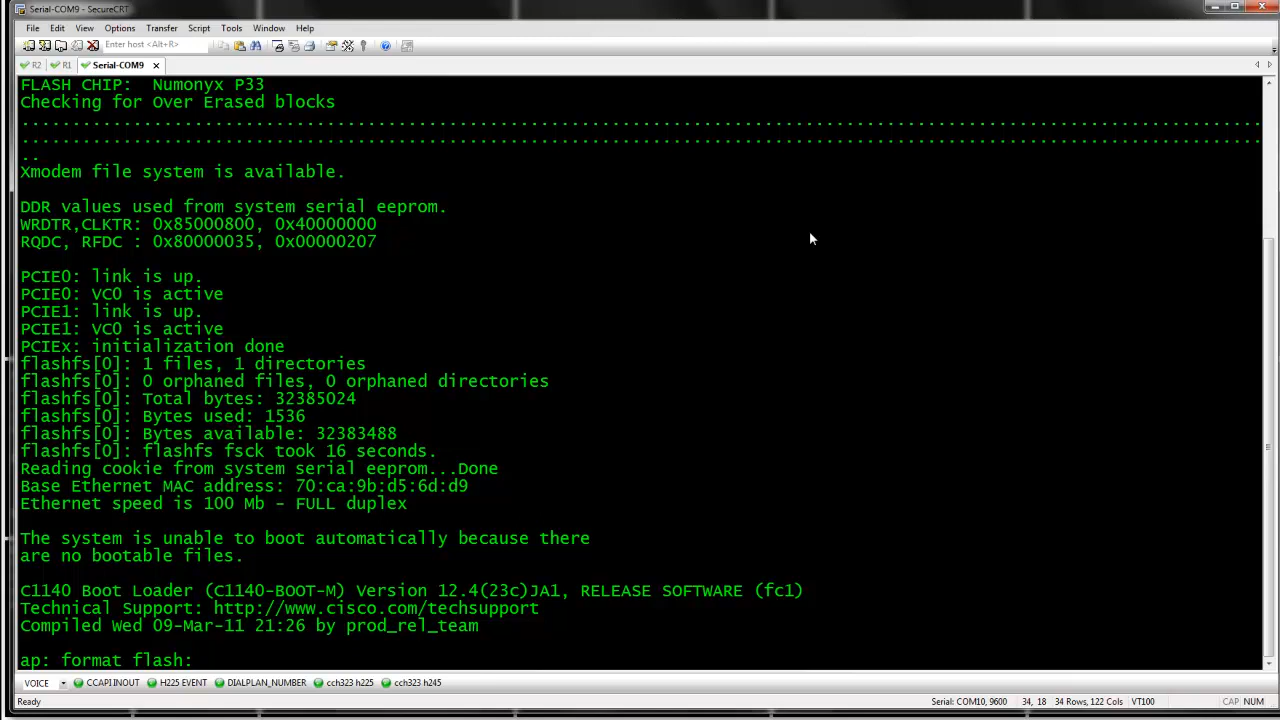 Serial-COM9 - SecureCRT
File Edit View Options Transfer Script Tools Window Help
Enter host <Alt+R>
R2 R1 Serial-COM9
FLASH CHIP:  Numonyx P33
Checking for Over Erased blocks
............................................................................................................................
............................................................................................................................
..
Xmodem file system is available.
DDR values used from system serial eeprom.
WRDTR,CLKTR: 0x85000800, 0x40000000
RQDC, RFDC : 0x80000035, 0x00000207
PCIE0: link is up.
PCIE0: VC0 is active
PCIE1: link is up.
PCIE1: VC0 is active
PCIEx: initialization done
flashfs[0]: 1 files, 1 directories
flashfs[0]: 0 orphaned files, 0 orphaned directories
flashfs[0]: Total bytes: 32385024
flashfs[0]: Bytes used: 1536
flashfs[0]: Bytes available: 32383488
flashfs[0]: flashfs fsck took 16 seconds.
Reading cookie from system serial eeprom...Done
Base Ethernet MAC address: 70:ca:9b:d5:6d:d9
Ethernet speed is 100 Mb - FULL duplex
The system is unable to boot automatically because there
are no bootable files.
C1140 Boot Loader (C1140-BOOT-M) Version 12.4(23c)JA1, RELEASE SOFTWARE (fc1)
Technical Support: http://www.cisco.com/techsupport
Compiled Wed 09-Mar-11 21:26 by prod_rel_team
ap: format flash:
VOICE CCAPI INOUT H225 EVENT DIALPLAN_NUMBER cch323 h225 cch323 h245
Ready Serial: COM10, 9600 34, 18 34 Rows, 122 Cols VT100 CAP NUM